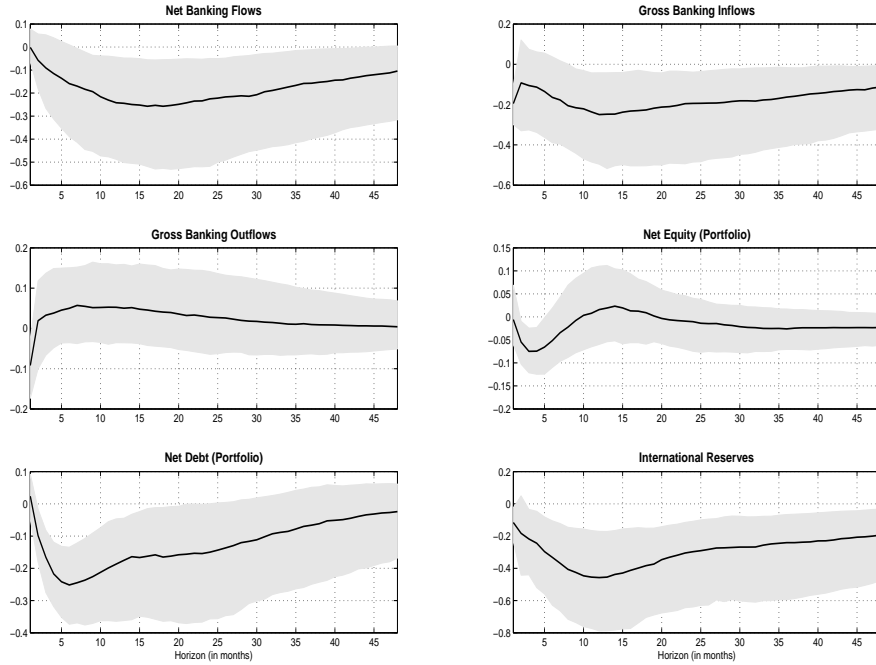 Net Banking Flows
0.1
0
−0.1
−0.2
−0.3
−0.4
−0.5
−0.6
5 10 15 20 25 30 35 40 45
Gross Banking Inflows
0.2
0
−0.2
−0.4
−0.6
5 10 15 20 25 30 35 40 45
Gross Banking Outflows
0.2
0.1
0
−0.1
−0.2
5 10 15 20 25 30 35 40 45
Net Equity (Portfolio)
0.15
0.1
0.05
0
−0.05
−0.1
−0.15
−0.2
5 10 15 20 25 30 35 40 45
Net Debt (Portfolio)
0.1
0
−0.1
−0.2
−0.3
−0.4
5 10 15 20 25 30 35 40 45
Horizon (in months)
International Reserves
0.2
0
−0.2
−0.4
−0.6
−0.8
5 10 15 20 25 30 35 40 45
Horizon (in months)